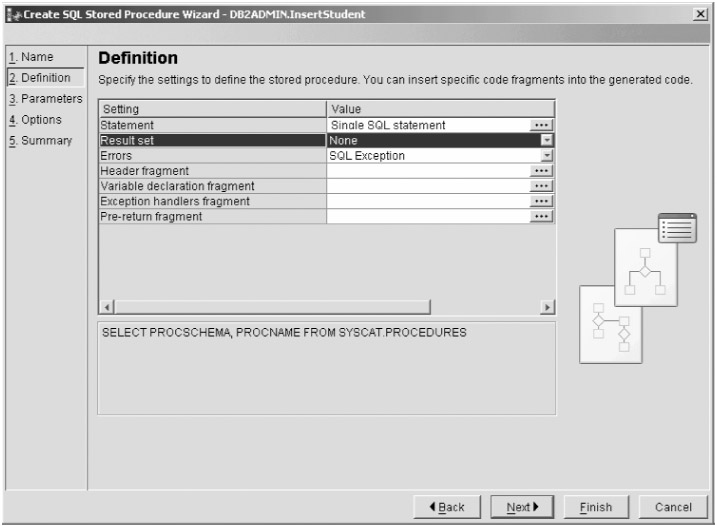 Create SQL Stored Procedure Wizard - DB2ADMIN.InsertStudent
1. Name
2. Definition
3. Parameters
4. Options
5. Summary
Definition
Specify the settings to define the stored procedure. You can insert specific code fragments into the generated code.
Setting Value
Statement Single SQL statement ...
Result set None
Errors SQL Exception
Header fragment ...
Variable declaration fragment ...
Exception handlers fragment ...
Pre-return fragment ...
SELECT PROCSCHEMA, PROCNAME FROM SYSCAT.PROCEDURES
Back Next Finish Cancel